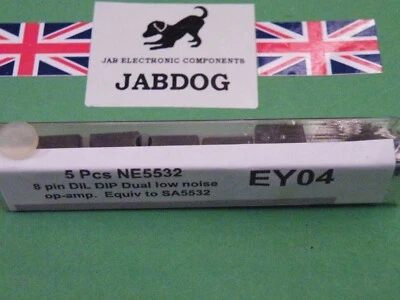 JAB ELECTRONIC COMPONENTS
JABDOG
5 Pcs NE5532
8 pin DIL DIP Dual low noise
op-amp. Equiv to SA5532
EY04